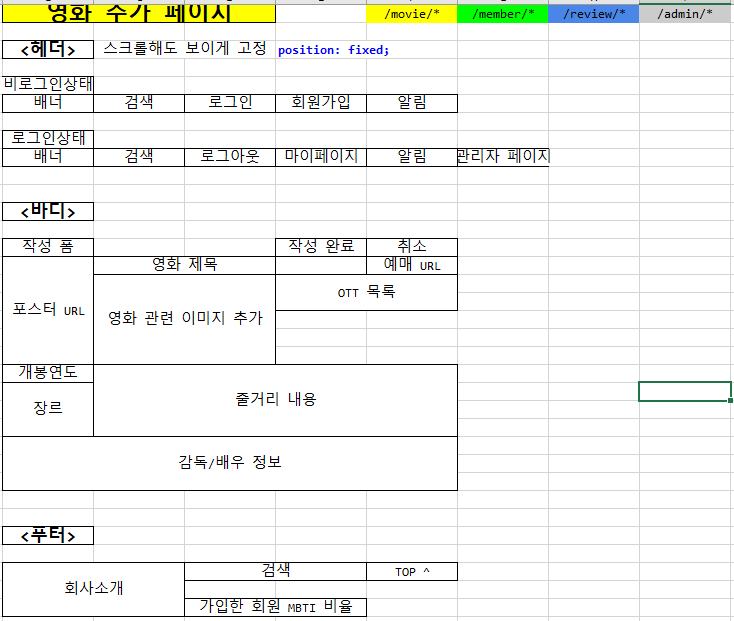 영화 추가 페이지
/movie/* /member/* /review/* /admin/*
<헤더> 스크롤해도 보이게 고정 position: fixed;
비로그인상태
배너 검색 로그인 회원가입 알림
로그인상태
배너 검색 로그아웃 마이페이지 알림 관리자 페이지
<바디>
작성 폼 작성 완료 취소
영화 제목 예매 URL
포스터 URL 영화 관련 이미지 추가 OTT 목록
개봉연도
장르 줄거리 내용
감독/배우 정보
<푸터>
회사소개 검색 TOP ^
가입한 회원 MBTI 비율